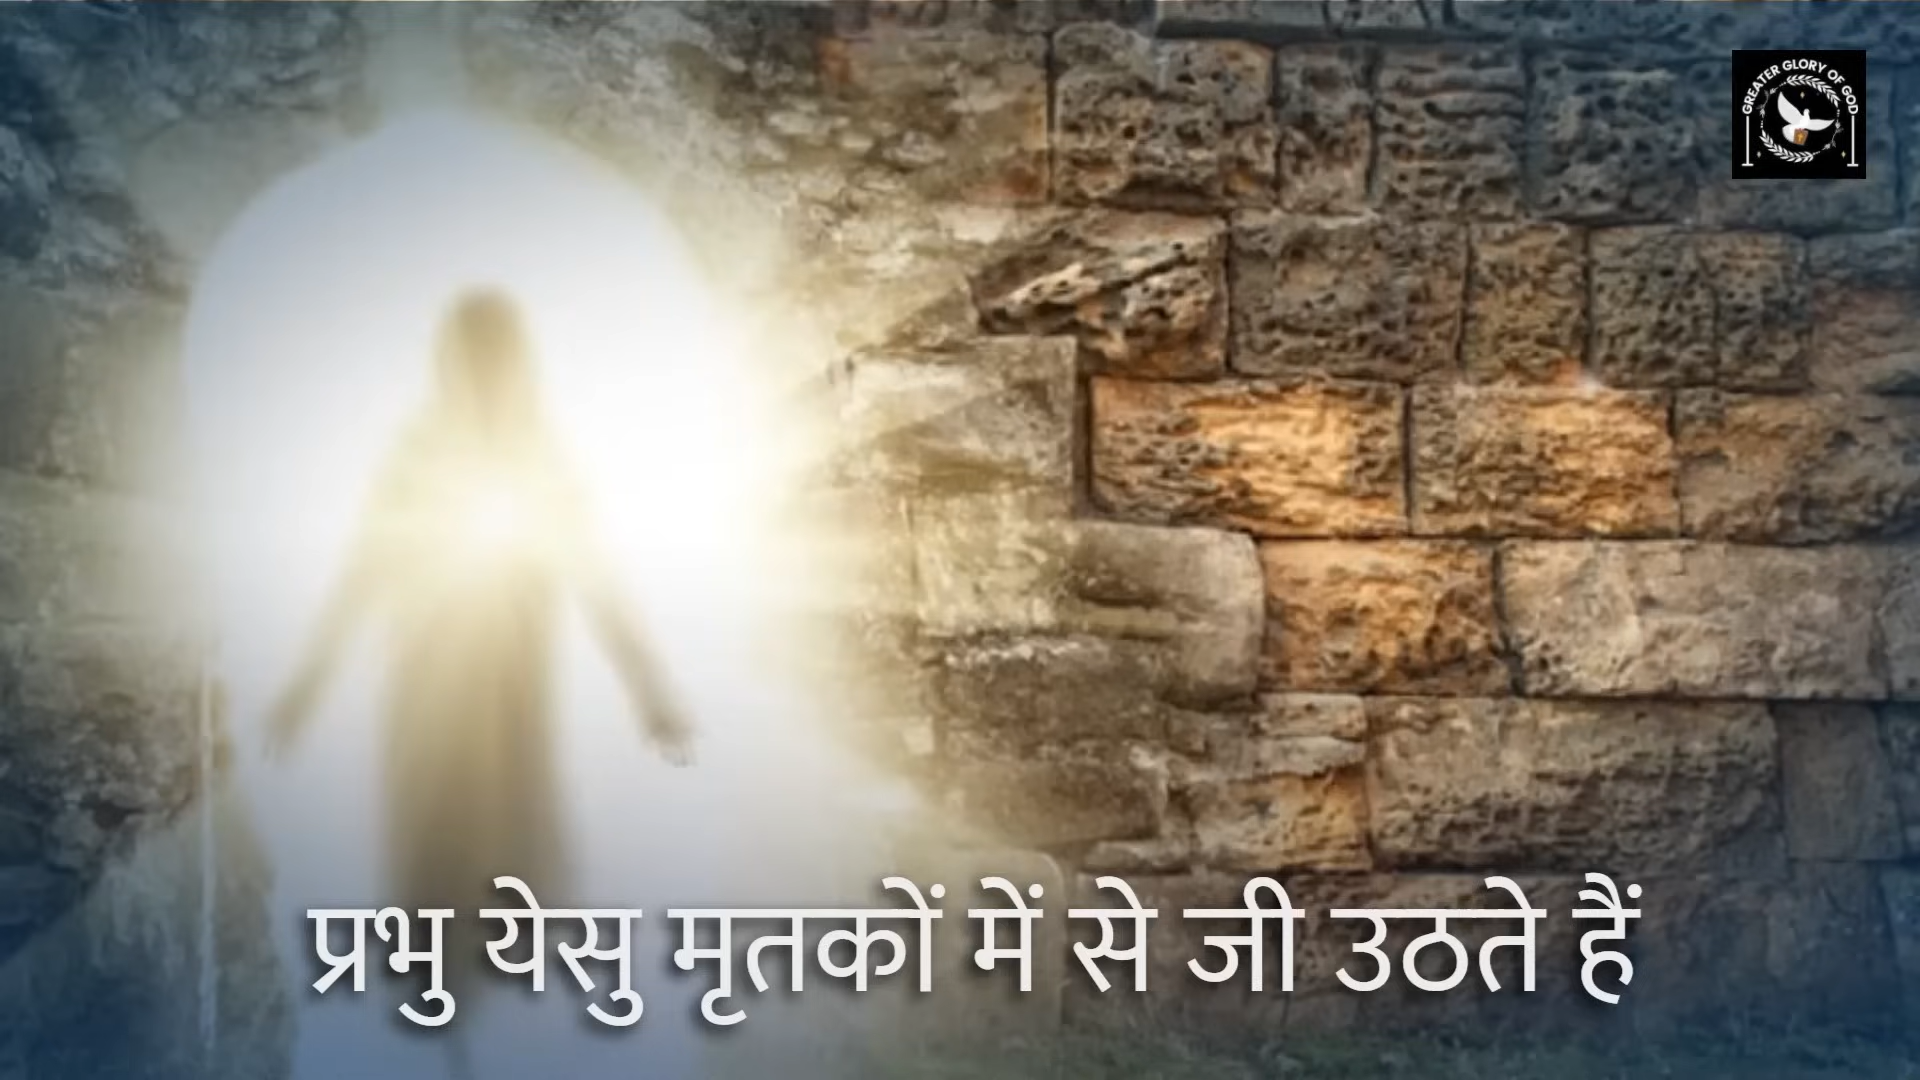 GREATER GLORY OF GOD
प्रभु येसु मृतकों में से जी उठते हैं